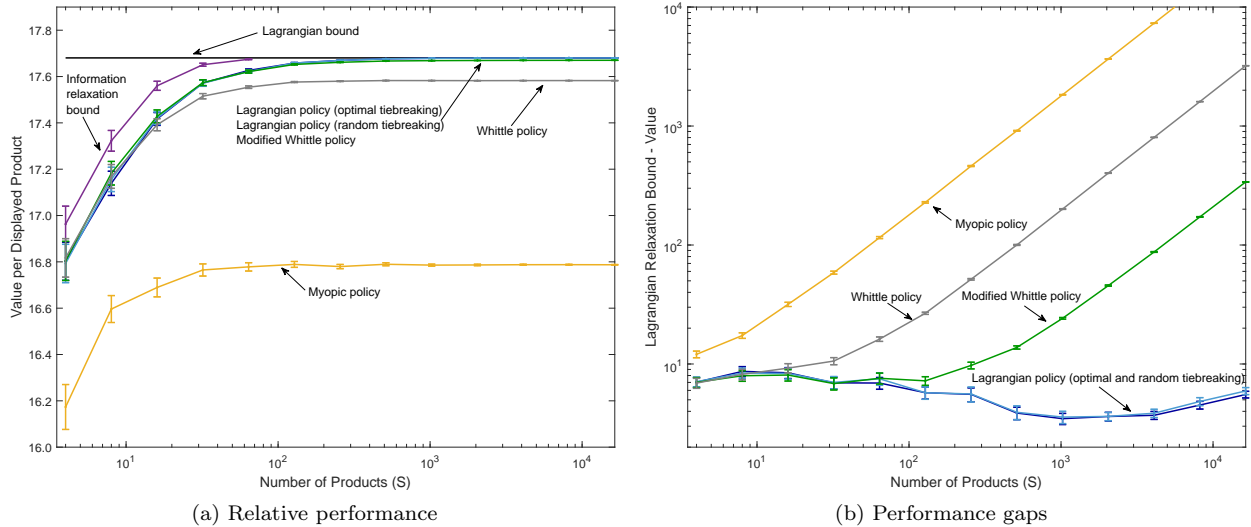 17.8
17.6
17.4
17.2
17.0
16.8
16.6
16.4
16.2
16.0
Value per Displayed Product
Lagrangian bound
Information
relaxation
bound
Lagrangian policy (optimal tiebreaking)
Lagrangian policy (random tiebreaking)
Modified Whittle policy
Whittle policy
Myopic policy
10^1
10^2
10^3
10^4
Number of Products (S)
(a) Relative performance
10^4
10^3
10^2
10^1
Lagrangian Relaxation Bound - Value
Myopic policy
Whittle policy
Modified Whittle policy
Lagrangian policy (optimal and random tiebreaking)
10^1
10^2
10^3
10^4
Number of Products (S)
(b) Performance gaps